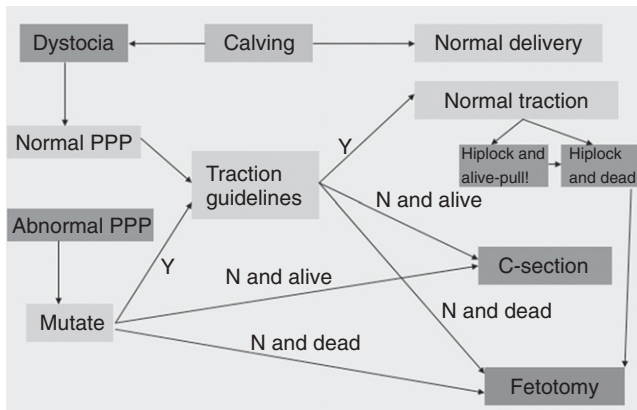 Dystocia
Calving
Normal delivery
Normal traction
Normal PPP
Y
Hiplock and
alive-pull!
Hiplock
and dead
Traction
guidelines
N and alive
Abnormal PPP
Y
N and alive
C-section
N and dead
Mutate
N and dead
Fetotomy